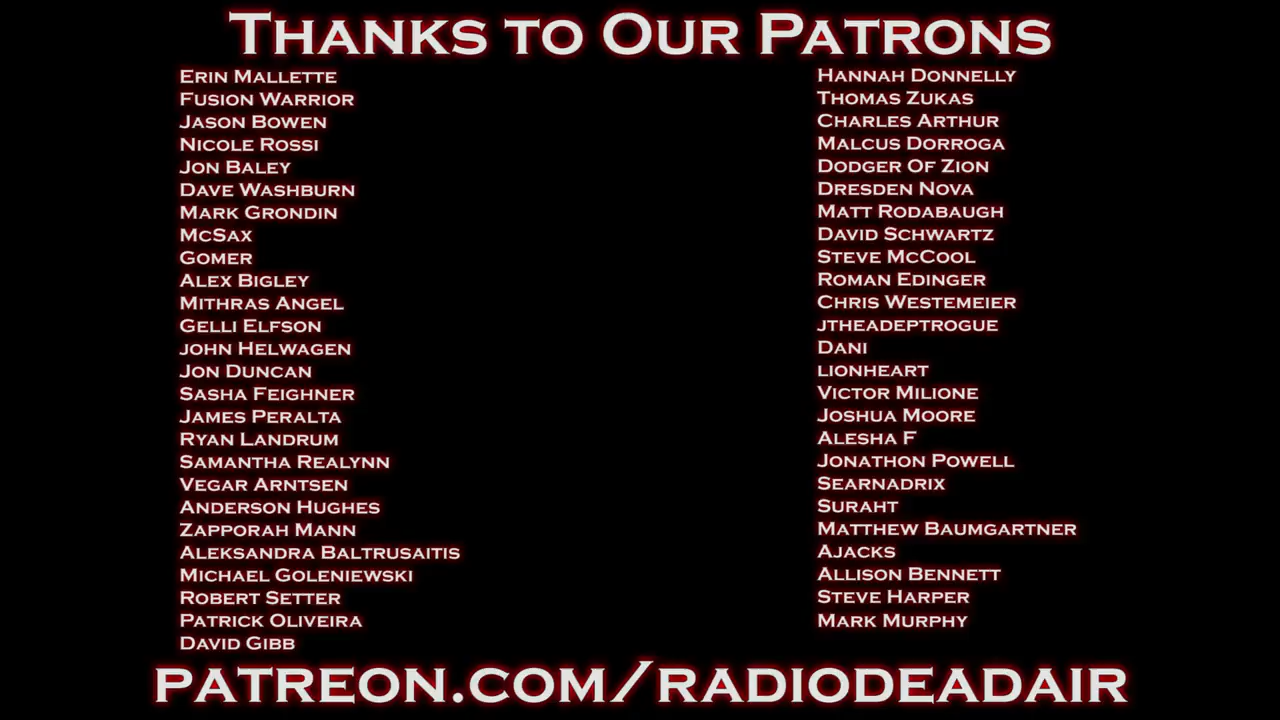 Thanks to Our Patrons
Erin Mallette
Fusion Warrior
Jason Bowen
Nicole Rossi
Jon Baley
Dave Washburn
Mark Grondin
McSax
Gomer
Alex Bigley
Mithras Angel
Gelli Elfson
john Helwagen
Jon Duncan
Sasha Feighner
James Peralta
Ryan Landrum
Samantha Realynn
Vegar Arntsen
Anderson Hughes
Zapporah Mann
Aleksandra Baltrusaitis
Michael Goleniewski
Robert Setter
Patrick Oliveira
David Gibb
Hannah Donnelly
Thomas Zukas
Charles Arthur
Malcus Dorroga
Dodger Of Zion
Dresden Nova
Matt Rodabaugh
David Schwartz
Steve McCool
Roman Edinger
Chris Westemeier
jtheadeptrogue
Dani
lionheart
Victor Milione
Joshua Moore
Alesha F
Jonathon Powell
Searnadrix
Suraht
Matthew Baumgartner
Ajacks
Allison Bennett
Steve Harper
Mark Murphy
patreon.com/radiodeadair